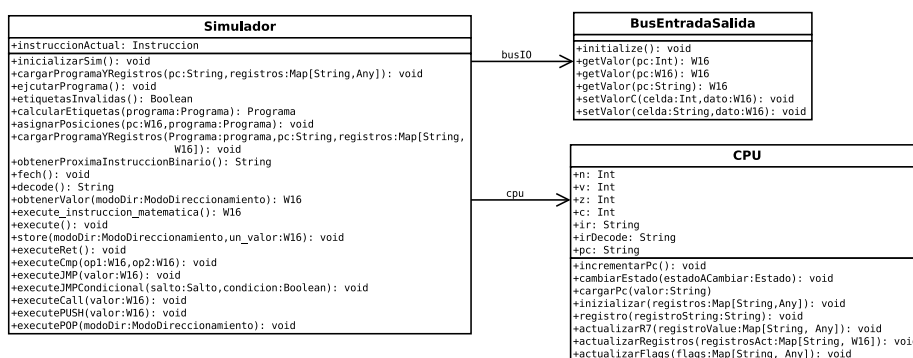 Simulador
+instruccionActual: Instruccion
+inicializarSim(): void
+cargarProgramaYRegistros(pc:String,registros:Map[String,Any]): void
+ejcutarPrograma(): void
+etiquetasInvalidas(): Boolean
+calcularEtiquetas(programa:Programa): Programa
+asignarPosiciones(pc:W16,programa:Programa): void
+cargarProgramaYRegistros(Programa:programa,pc:String,registros:Map[String,
W16]): void
+obtenerProximaInstruccionBinario(): String
+fech(): void
+decode(): String
+obtenerValor(modoDir:ModoDireccionamiento): W16
+execute_instruccion_matematica(): W16
+execute(): void
+store(modoDir:ModoDireccionamiento,un_valor:W16): void
+executeRet(): void
+executeCmp(op1:W16,op2:W16): void
+executeJMP(valor:W16): void
+executeJMPCondicional(salto:Salto,condicion:Boolean): void
+executeCall(valor:W16): void
+executePUSH(valor:W16): void
+executePOP(modoDir:ModoDireccionamiento): void
busIO
cpu
BusEntradaSalida
+initialize(): void
+getValor(pc:Int): W16
+getValor(pc:W16): W16
+getValor(pc:String): W16
+setValorC(celda:Int,dato:W16): void
+setValor(celda:String,dato:W16): void
CPU
+n: Int
+v: Int
+z: Int
+c: Int
+ir: String
+irDecode: String
+pc: String
+incrementarPc(): void
+cambiarEstado(estadoACambiar:Estado): void
+cargarPc(valor:String)
+inizializar(registros:Map[String,Any]): void
+registro(registroString:String): void
+actualizarR7(registroValue:Map[String, Any]): void
+actualizarRegistros(registrosAct:Map[String, W16]): void
+actualizarFlags(flags:Map[String, Any]): void